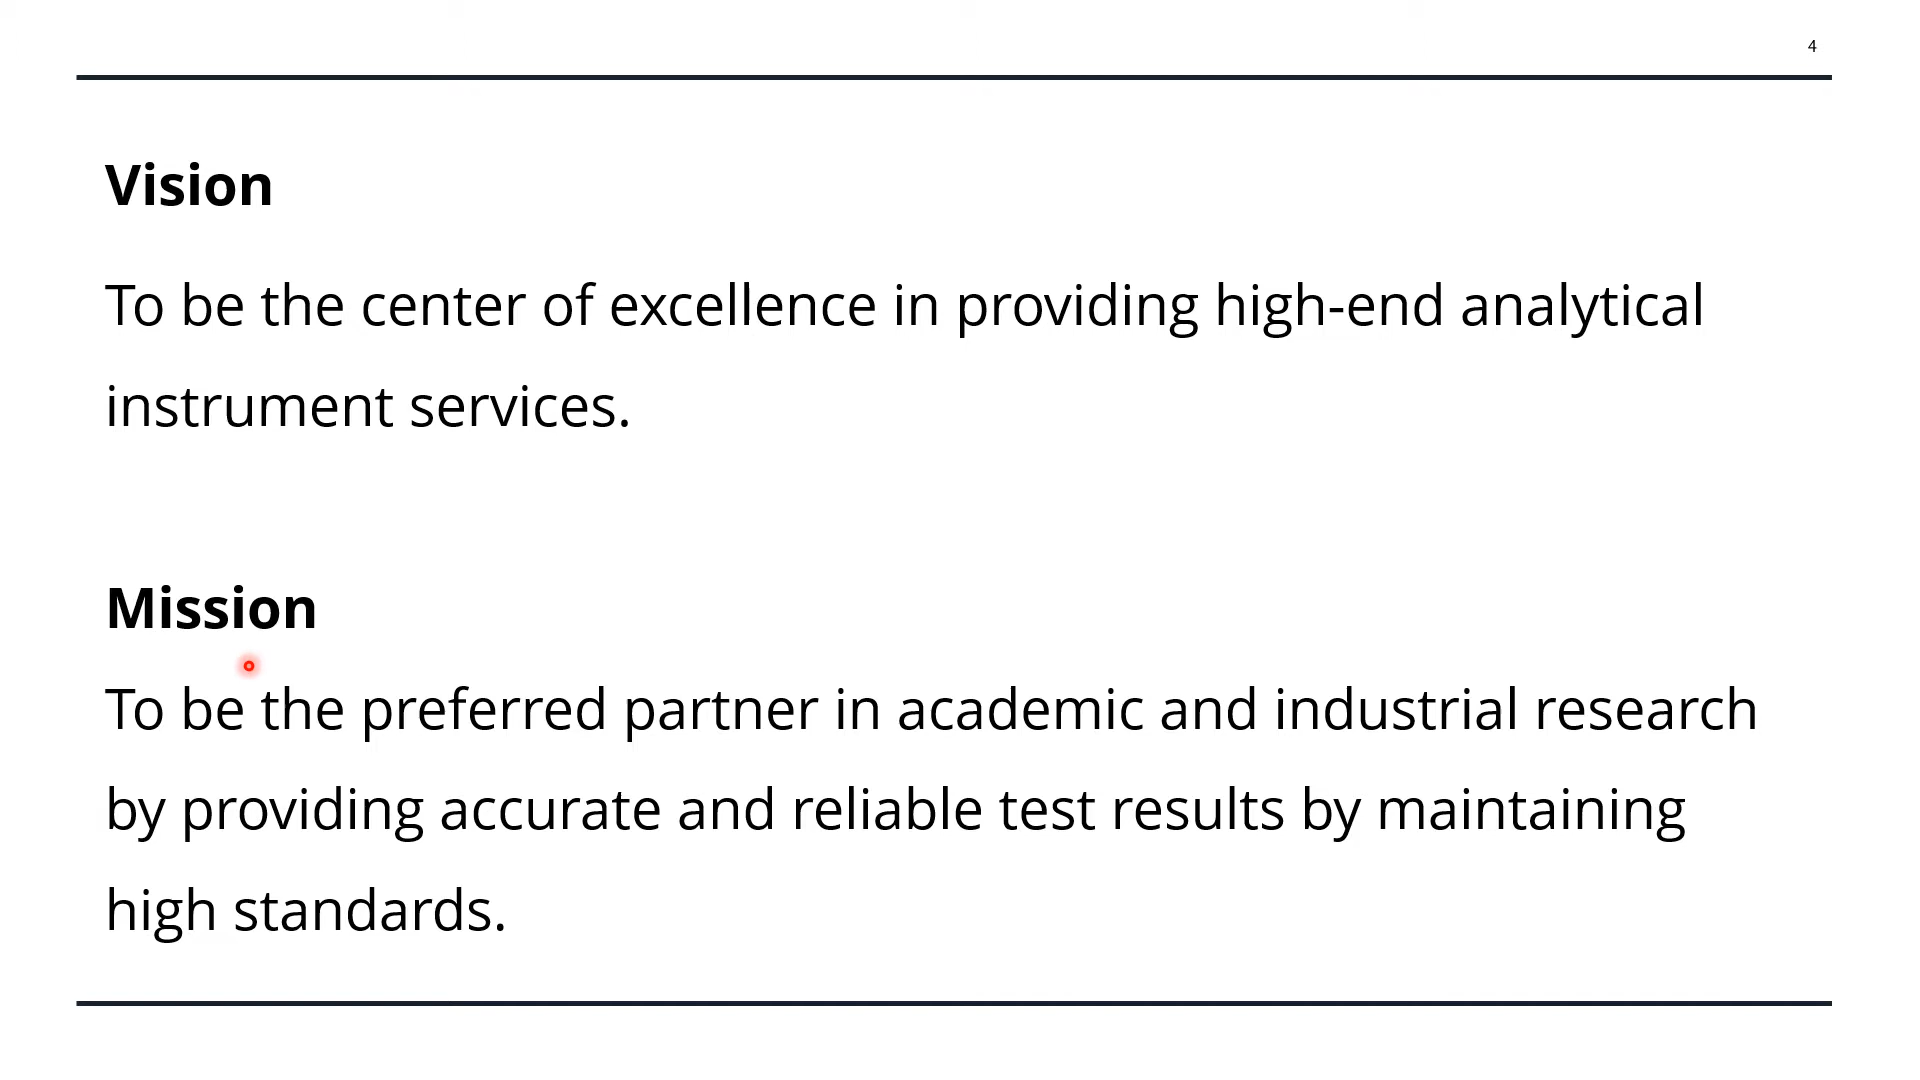 4
Vision
To be the center of excellence in providing high-end analytical
instrument services.
Mission
To be the preferred partner in academic and industrial research
by providing accurate and reliable test results by maintaining
high standards.